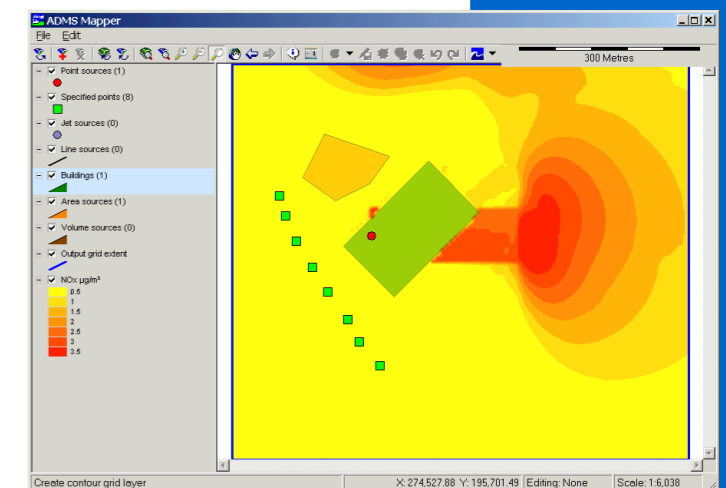 ADMS Mapper
File Edit
300 Metres
Point sources (1)
Specified points (8)
Jet sources (0)
Line sources (0)
Buildings (1)
Area sources (1)
Volume sources (0)
Output grid extent
NOx µg/m³
0.5
1
1.5
2
2.5
3
3.5
Create contour grid layer
X: 274,527.88 Y: 195,701.49 Editing: None Scale: 1:6,038